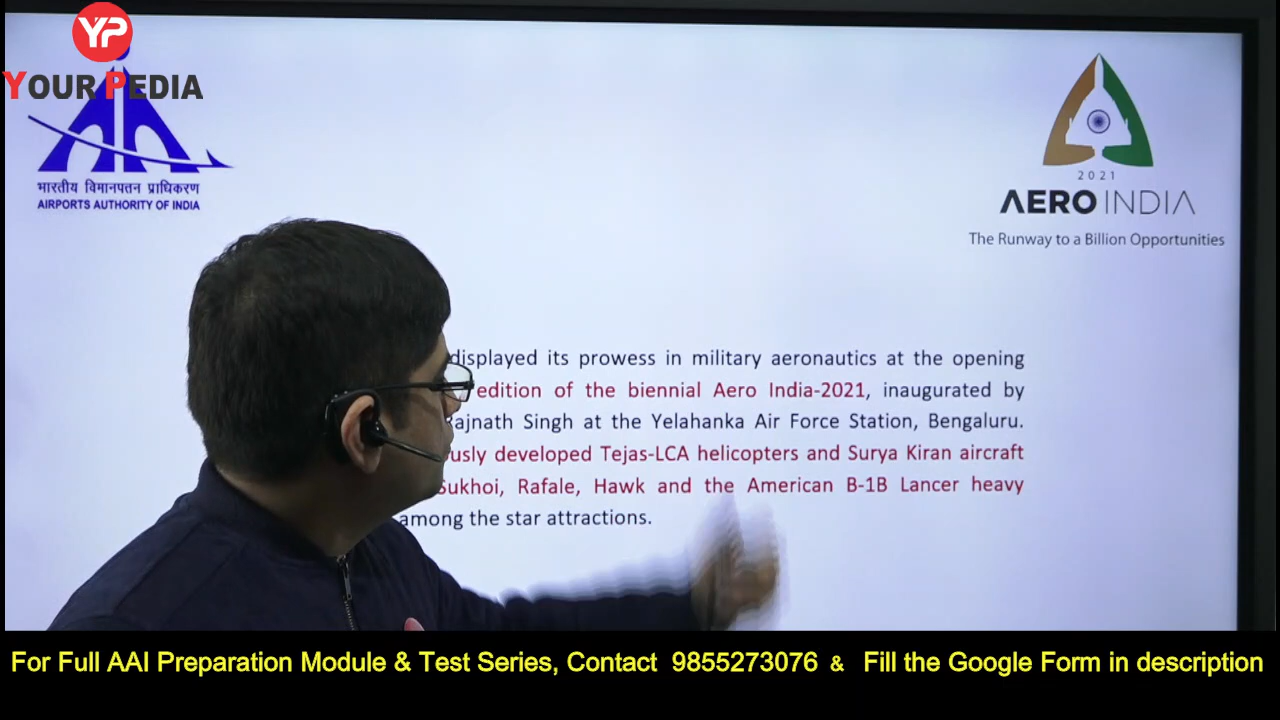 YP
YOUR PEDIA
भारतीय विमानपत्तन प्राधिकरण
AIRPORTS AUTHORITY OF INDIA
2021
AERO INDIA
The Runway to a Billion Opportunities
displayed its prowess in military aeronautics at the opening
edition of the biennial Aero India-2021, inaugurated by
Rajnath Singh at the Yelahanka Air Force Station, Bengaluru.
developed Tejas-LCA helicopters and Surya Kiran aircraft
Sukhoi, Rafale, Hawk and the American B-1B Lancer heavy
among the star attractions.
For Full AAI Preparation Module & Test Series, Contact 9855273076 & Fill the Google Form in description